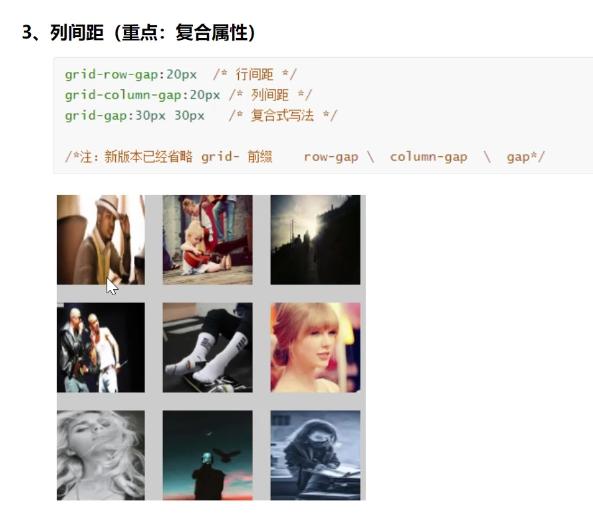 3、列间距（重点：复合属性）
grid-row-gap:20px  /* 行间距 */
grid-column-gap:20px /* 列间距 */
grid-gap:30px 30px   /* 复合式写法 */
/*注：新版本已经省略 grid- 前缀    row-gap \  column-gap  \  gap*/